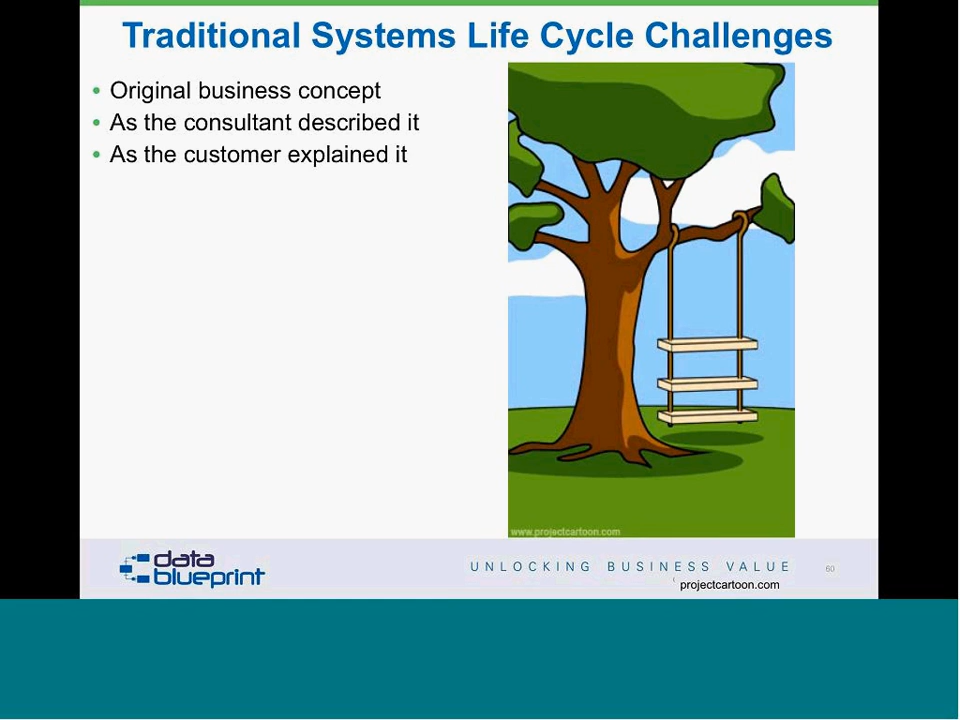 Traditional Systems Life Cycle Challenges
• Original business concept
• As the consultant described it
• As the customer explained it
www.projectcartoon.com
data
blueprint
UNLOCKING BUSINESS VALUE
60
projectcartoon.com